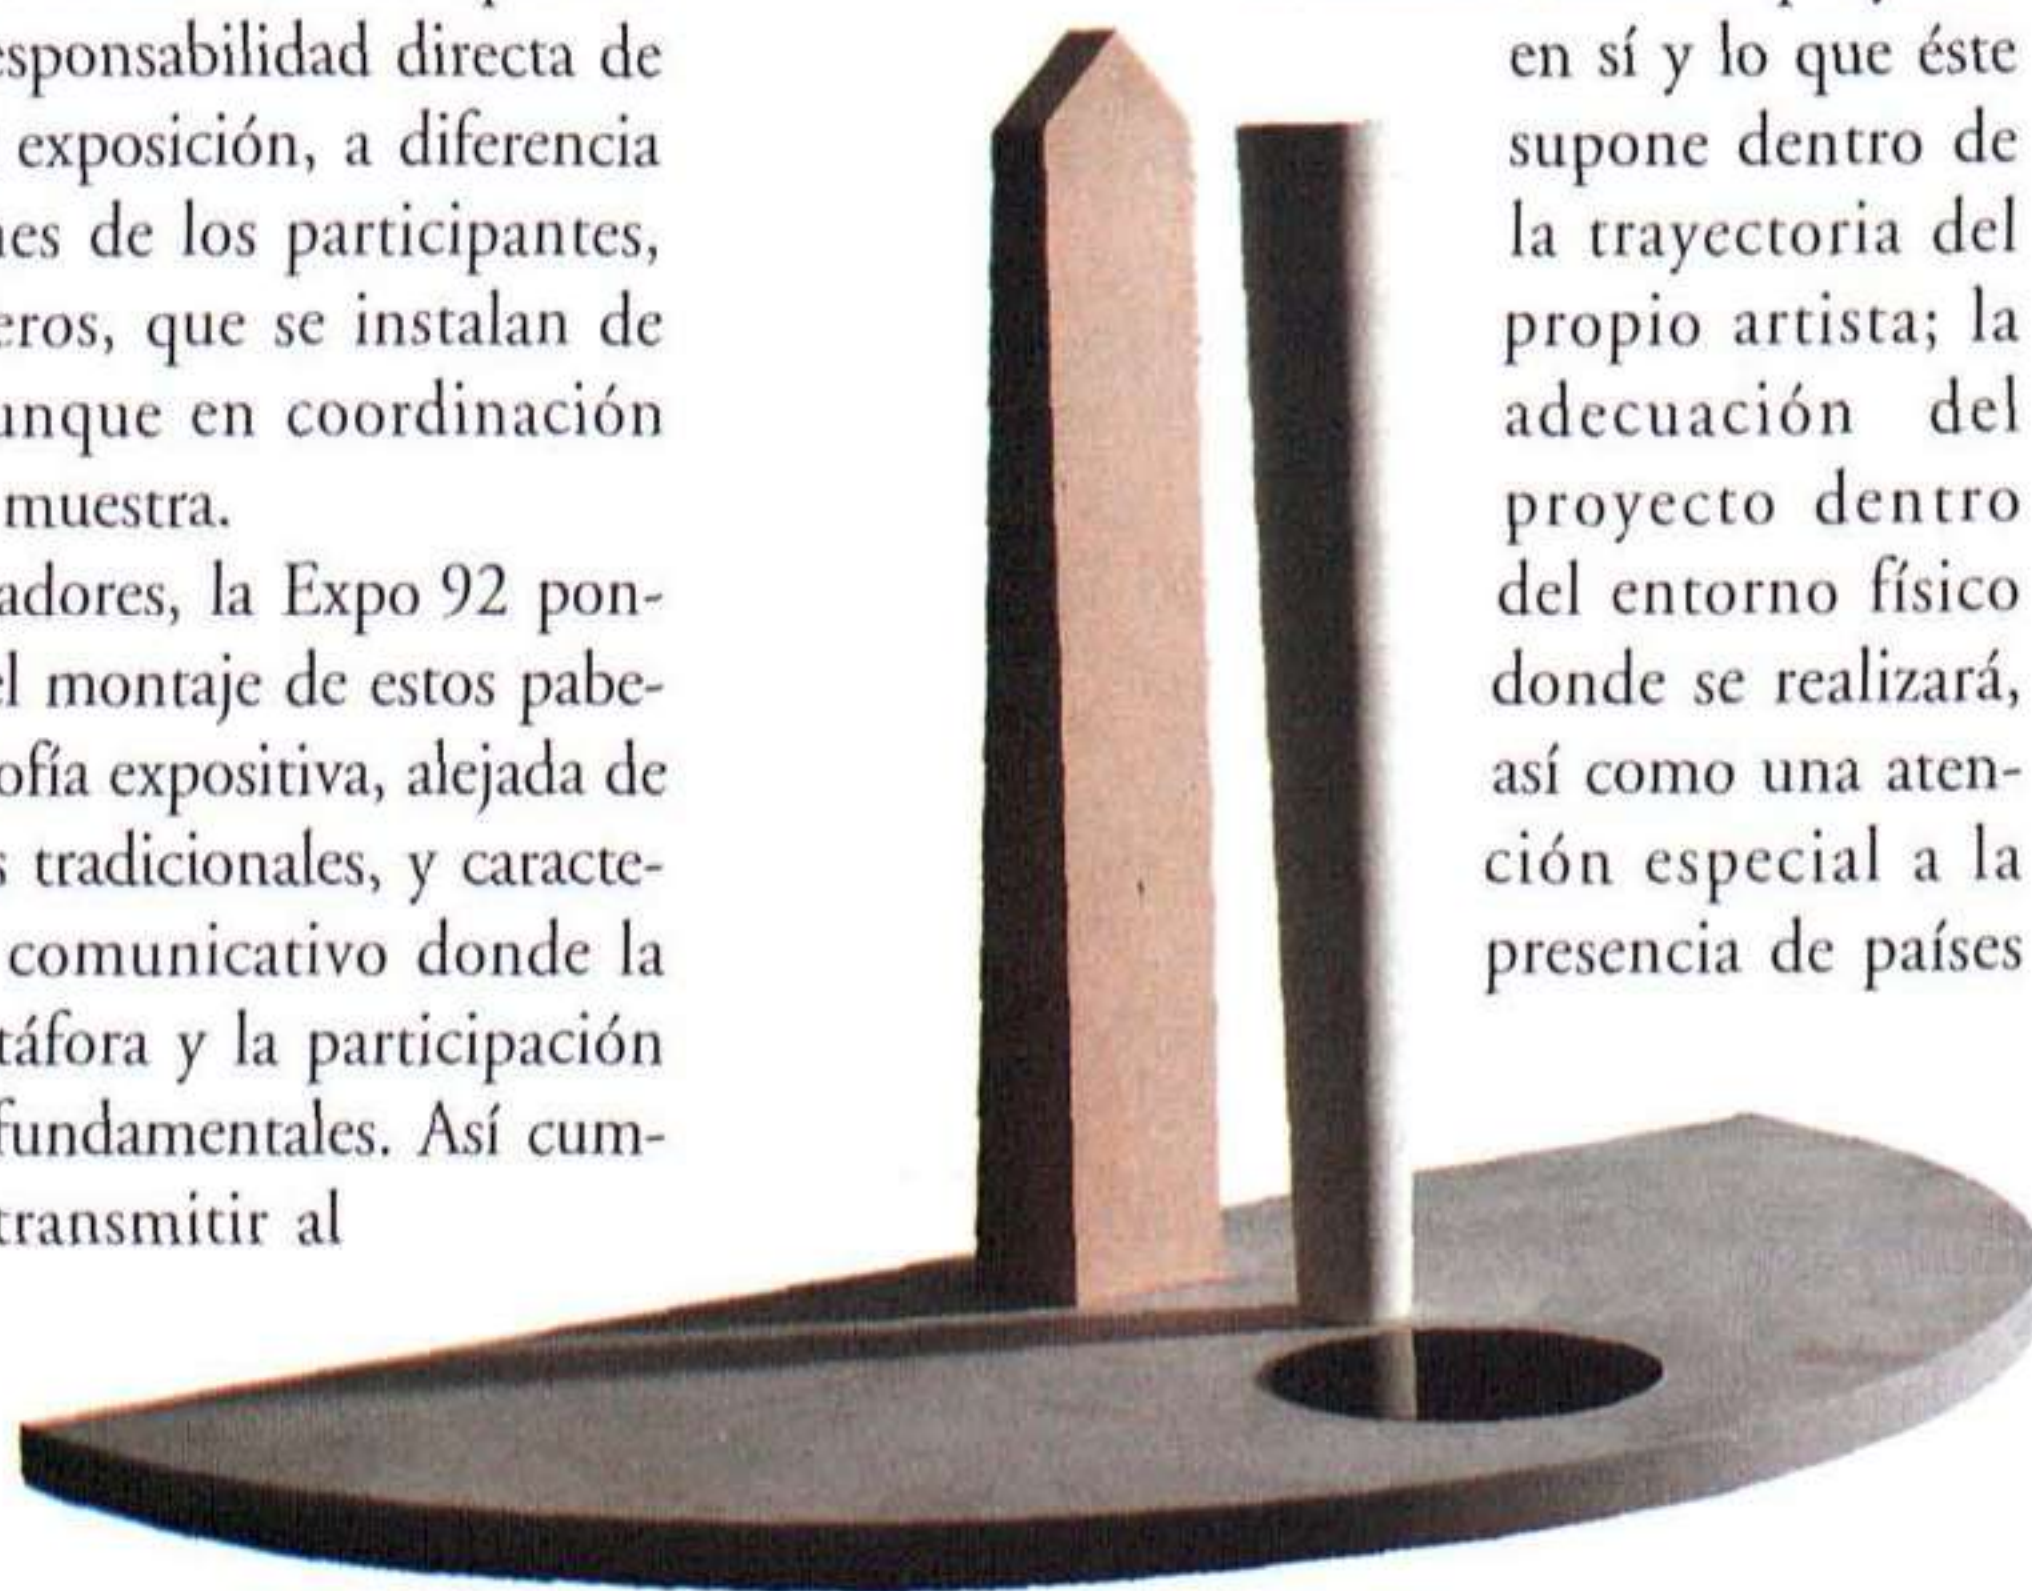 esponsabilidad directa de
exposición, a diferencia
nes de los participantes,
eros, que se instalan de
unque en coordinación
muestra.
adores, la Expo 92 pon-
el montaje de estos pabe-
ofía expositiva, alejada de
s tradicionales, y caracte-
comunicativo donde la
táfora y la participación
fundamentales. Así cum-
transmitir al
en sí y lo que éste
supone dentro de
la trayectoria del
propio artista; la
adecuación del
proyecto dentro
del entorno físico
donde se realizará,
así como una aten-
ción especial a la
presencia de países